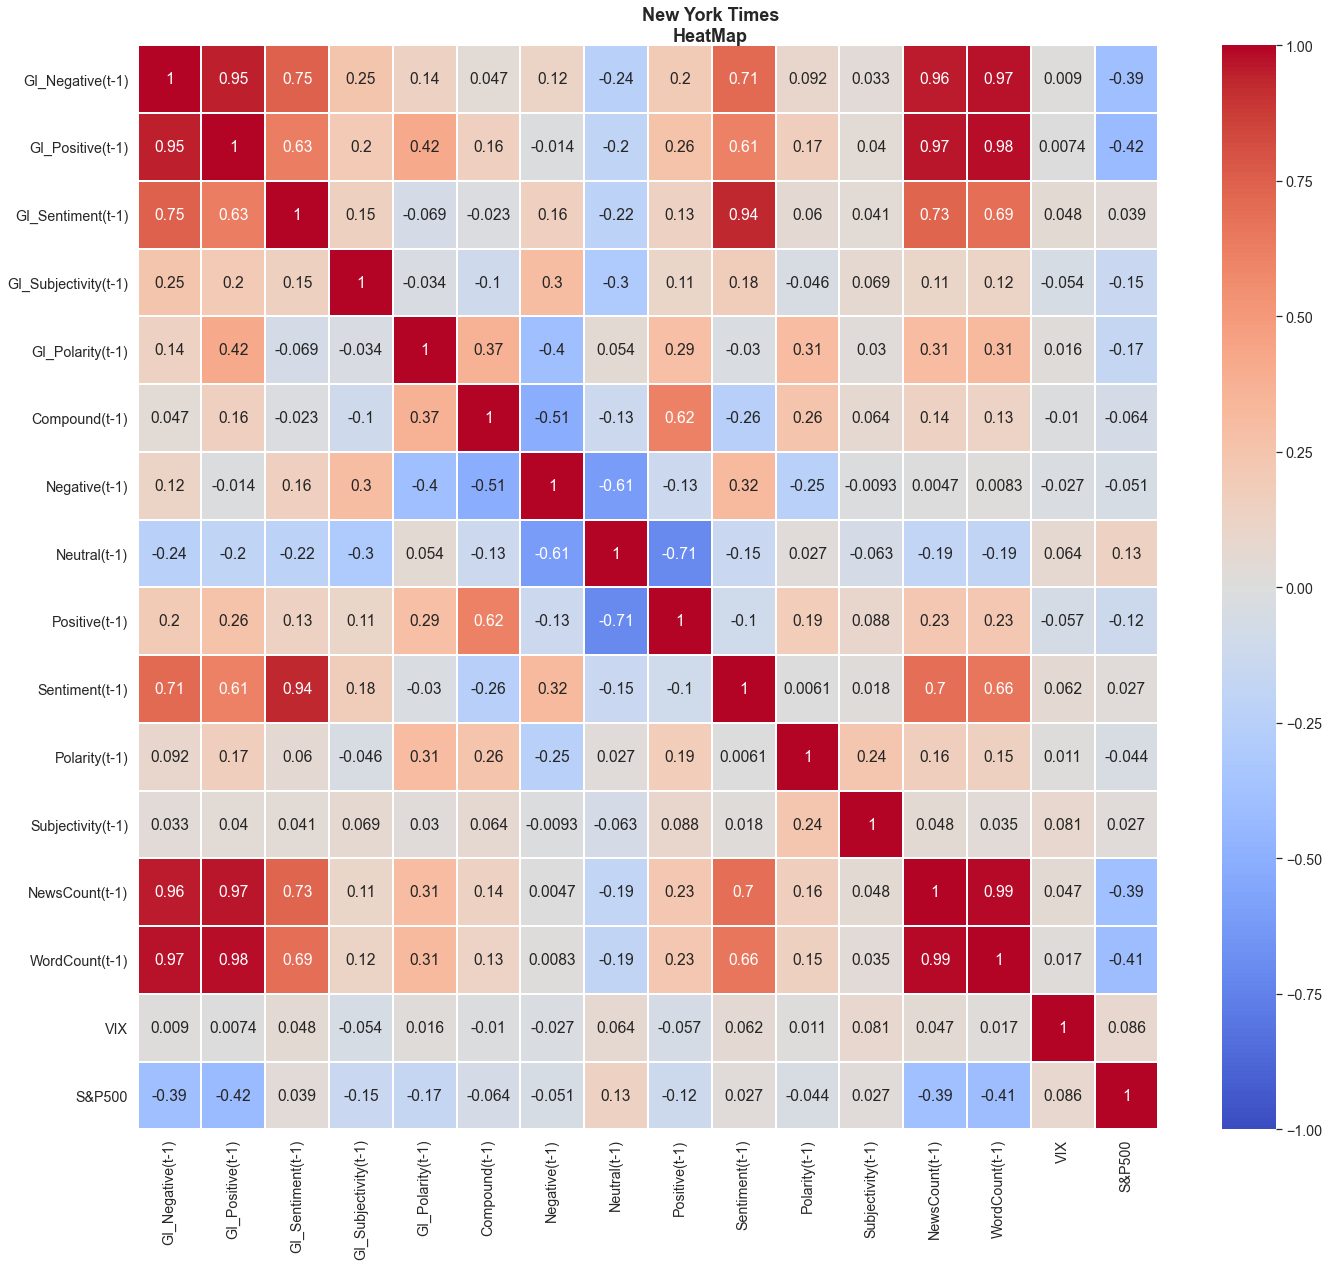 New York Times
HeatMap
GI_Negative(t-1) 1 0.95 0.75 0.25 0.14 0.047 0.12 -0.24 0.2 0.71 0.092 0.033 0.96 0.97 0.009 -0.39
GI_Positive(t-1) 0.95 1 0.63 0.2 0.42 0.16 -0.014 -0.2 0.26 0.61 0.17 0.04 0.97 0.98 0.0074 -0.42
GI_Sentiment(t-1) 0.75 0.63 1 0.15 -0.069 -0.023 0.16 -0.22 0.13 0.94 0.06 0.041 0.73 0.69 0.048 0.039
GI_Subjectivity(t-1) 0.25 0.2 0.15 1 -0.034 -0.1 0.3 -0.3 0.11 0.18 -0.046 0.069 0.11 0.12 -0.054 -0.15
GI_Polarity(t-1) 0.14 0.42 -0.069 -0.034 1 0.37 -0.4 0.054 0.29 -0.03 0.31 0.03 0.31 0.31 0.016 -0.17
Compound(t-1) 0.047 0.16 -0.023 -0.1 0.37 1 -0.51 -0.13 0.62 -0.26 0.26 0.064 0.14 0.13 -0.01 -0.064
Negative(t-1) 0.12 -0.014 0.16 0.3 -0.4 -0.51 1 -0.61 -0.13 0.32 -0.25 -0.0093 0.0047 0.0083 -0.027 -0.051
Neutral(t-1) -0.24 -0.2 -0.22 -0.3 0.054 -0.13 -0.61 1 -0.71 -0.15 0.027 -0.063 -0.19 -0.19 0.064 0.13
Positive(t-1) 0.2 0.26 0.13 0.11 0.29 0.62 -0.13 -0.71 1 -0.1 0.19 0.088 0.23 0.23 -0.057 -0.12
Sentiment(t-1) 0.71 0.61 0.94 0.18 -0.03 -0.26 0.32 -0.15 -0.1 1 0.0061 0.018 0.7 0.66 0.062 0.027
Polarity(t-1) 0.092 0.17 0.06 -0.046 0.31 0.26 -0.25 0.027 0.19 0.0061 1 0.24 0.16 0.15 0.011 -0.044
Subjectivity(t-1) 0.033 0.04 0.041 0.069 0.03 0.064 -0.0093 -0.063 0.088 0.018 0.24 1 0.048 0.035 0.081 0.027
NewsCount(t-1) 0.96 0.97 0.73 0.11 0.31 0.14 0.0047 -0.19 0.23 0.7 0.16 0.048 1 0.99 0.047 -0.39
WordCount(t-1) 0.97 0.98 0.69 0.12 0.31 0.13 0.0083 -0.19 0.23 0.66 0.15 0.035 0.99 1 0.017 -0.41
VIX 0.009 0.0074 0.048 -0.054 0.016 -0.01 -0.027 0.064 -0.057 0.062 0.011 0.081 0.047 0.017 1 0.086
S&P500 -0.39 -0.42 0.039 -0.15 -0.17 -0.064 -0.051 0.13 -0.12 0.027 -0.044 0.027 -0.39 -0.41 0.086 1
GI_Negative(t-1)
GI_Positive(t-1)
GI_Sentiment(t-1)
GI_Subjectivity(t-1)
GI_Polarity(t-1)
Compound(t-1)
Negative(t-1)
Neutral(t-1)
Positive(t-1)
Sentiment(t-1)
Polarity(t-1)
Subjectivity(t-1)
NewsCount(t-1)
WordCount(t-1)
VIX
S&P500
1.00
0.75
0.50
0.25
0.00
−0.25
−0.50
−0.75
−1.00